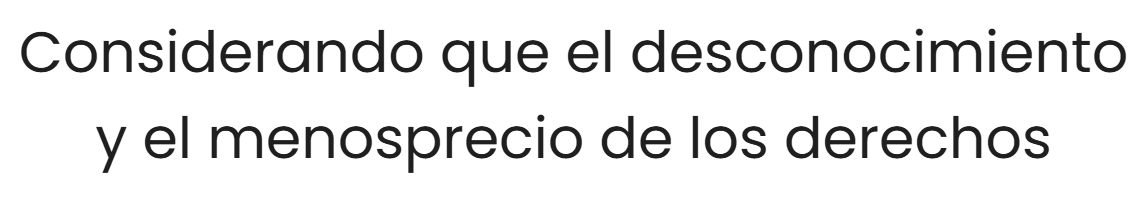 Considerando que el desconocimiento
y el menosprecio de los derechos